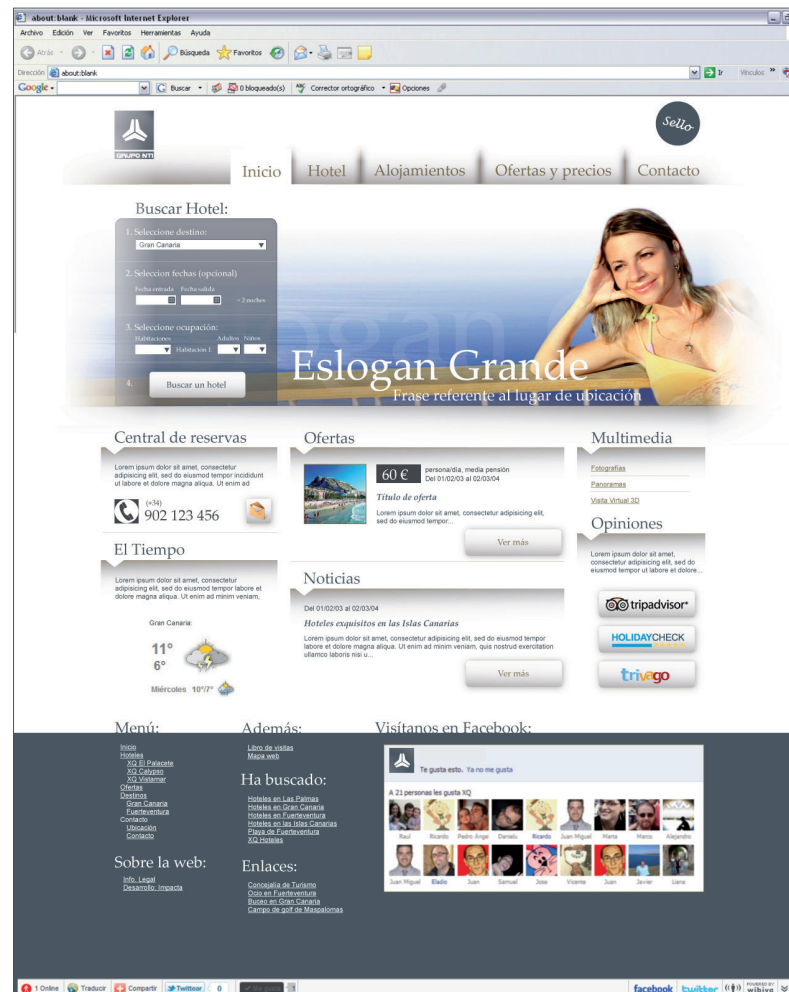 about:blank - Microsoft Internet Explorer
Archivo Edición Ver Favoritos Herramientas Ayuda
Atrás Búsqueda Favoritos
Dirección about:blank Ir Vínculos »
Google Buscar 0 bloqueado(s) ABC Corrector ortográfico Opciones
Sello
GRUPO NTI
Inicio Hotel Alojamientos Ofertas y precios Contacto
Buscar Hotel:
1. Seleccione destino:
Gran Canaria
2. Seleccion fechas (opcional)
Fecha entrada Fecha salida
= 2 noches
3. Seleccione ocupación:
Habitaciones Adultos Niños
Habitación 1:
4. Buscar un hotel
Eslogan Grande
Frase referente al lugar de ubicación
Central de reservas
Lorem ipsum dolor sit amet, consectetur
adipisicing elit, sed do eiusmod tempor incididunt
ut labore et dolore magna aliqua. Ut enim ad
(+34)
902 123 456
El Tiempo
Lorem ipsum dolor sit amet, consectetur
adipisicing elit, sed do eiusmod tempor labore et
dolore magna aliqua. Ut enim ad minim veniam,
Gran Canaria:
11°
6°
Miércoles 10°/7°
Ofertas
60 €
persona/día, media pensión
Del 01/02/03 al 02/03/04
Título de oferta
Lorem ipsum dolor sit amet, consectetur adipisicing elit,
sed do eiusmod tempor...
Ver más
Noticias
Del 01/02/03 al 02/03/04
Hoteles exquisitos en las Islas Canarias
Lorem ipsum dolor sit amet, consectetur adipisicing elit, sed do eiusmod tempor
labore et dolore magna aliqua. Ut enim ad minim veniam, quis nostrud exercitation
ullamco laboris nisi u...
Ver más
Multimedia
Fotografías
Panoramas
Visita Virtual 3D
Opiniones
Lorem ipsum dolor sit amet,
consectetur adipisicing elit, sed do
eiusmod tempor ut labore et dolore...
tripadvisor
HOLIDAYCHECK
trivago
Menú:
Inicio
Hoteles
XQ El Palacete
XQ Calypso
XQ Vistamar
Ofertas
Destinos
Gran Canaria
Fuerteventura
Contacto
Ubicación
Contacto
Sobre la web:
Info. Legal
Desarrollo: Impacta
Además:
Libro de visitas
Mapa web
Ha buscado:
Hoteles en Las Palmas
Hoteles en Gran Canaria
Hoteles en Fuerteventura
Hoteles en las Islas Canarias
Playa de Fuerteventura
XQ Hoteles
Enlaces:
Concejalía de Turismo
Ocio en Fuerteventura
Buceo en Gran Canaria
Campo de golf de Maspalomas
Visítanos en Facebook:
Te gusta esto. Ya no me gusta
A 21 personas les gusta XQ
Raul Ricardo Pedro Ange Danielu Ricardo Juan Miguel Marta Marco Alejandro
Juan Miguel Eladio Juan Samuel Jose Vicente Juan Javier Liana
1 Online Traducir Compartir Twittear 0 Me gusta
facebook twitter POWERED BY wibiya